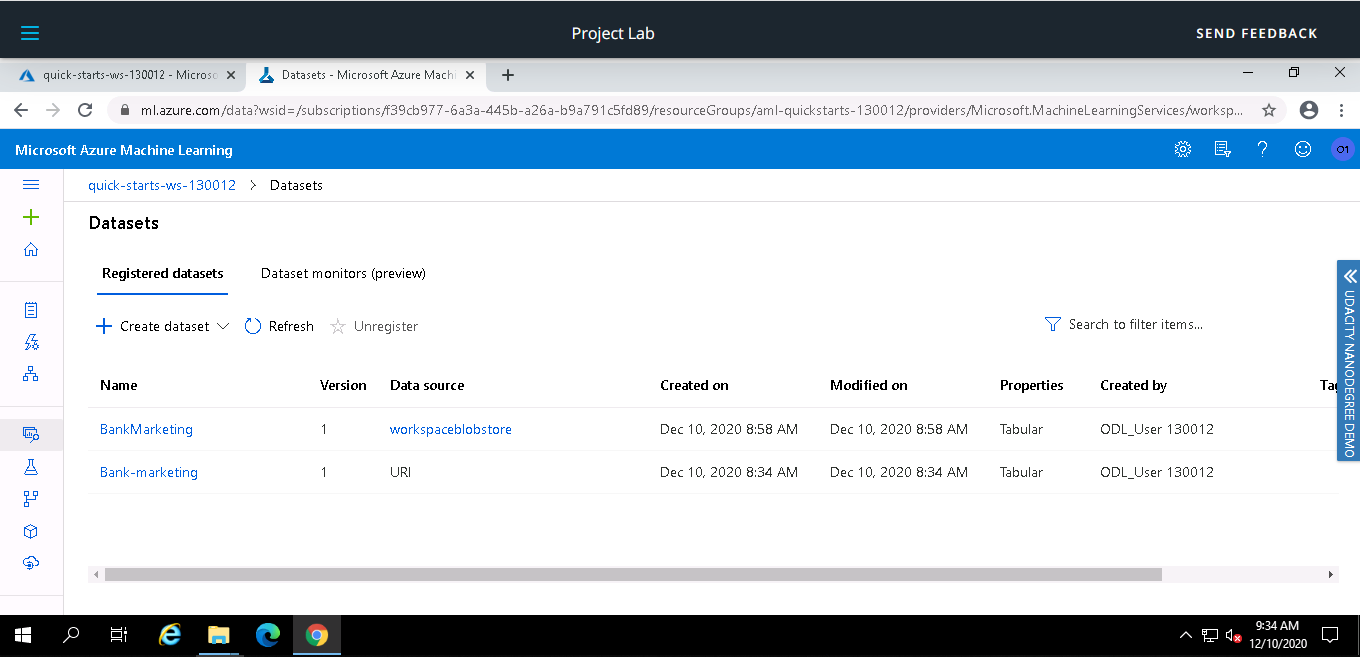 Project Lab
SEND FEEDBACK
quick-starts-ws-130012 - Microso
Datasets - Microsoft Azure Machi
ml.azure.com/data?wsid=/subscriptions/f39cb977-6a3a-445b-a26a-b9a791c5fd89/resourceGroups/aml-quickstarts-130012/providers/Microsoft.MachineLearningServices/worksp...
Microsoft Azure Machine Learning
O1
quick-starts-ws-130012 > Datasets
Datasets
Registered datasets Dataset monitors (preview)
Create dataset Refresh Unregister Search to filter items...
Name Version Data source Created on Modified on Properties Created by Tag
BankMarketing 1 workspaceblobstore Dec 10, 2020 8:58 AM Dec 10, 2020 8:58 AM Tabular ODL_User 130012
Bank-marketing 1 URI Dec 10, 2020 8:34 AM Dec 10, 2020 8:34 AM Tabular ODL_User 130012
UDACITY NANODEGREE DEMO
9:34 AM
12/10/2020